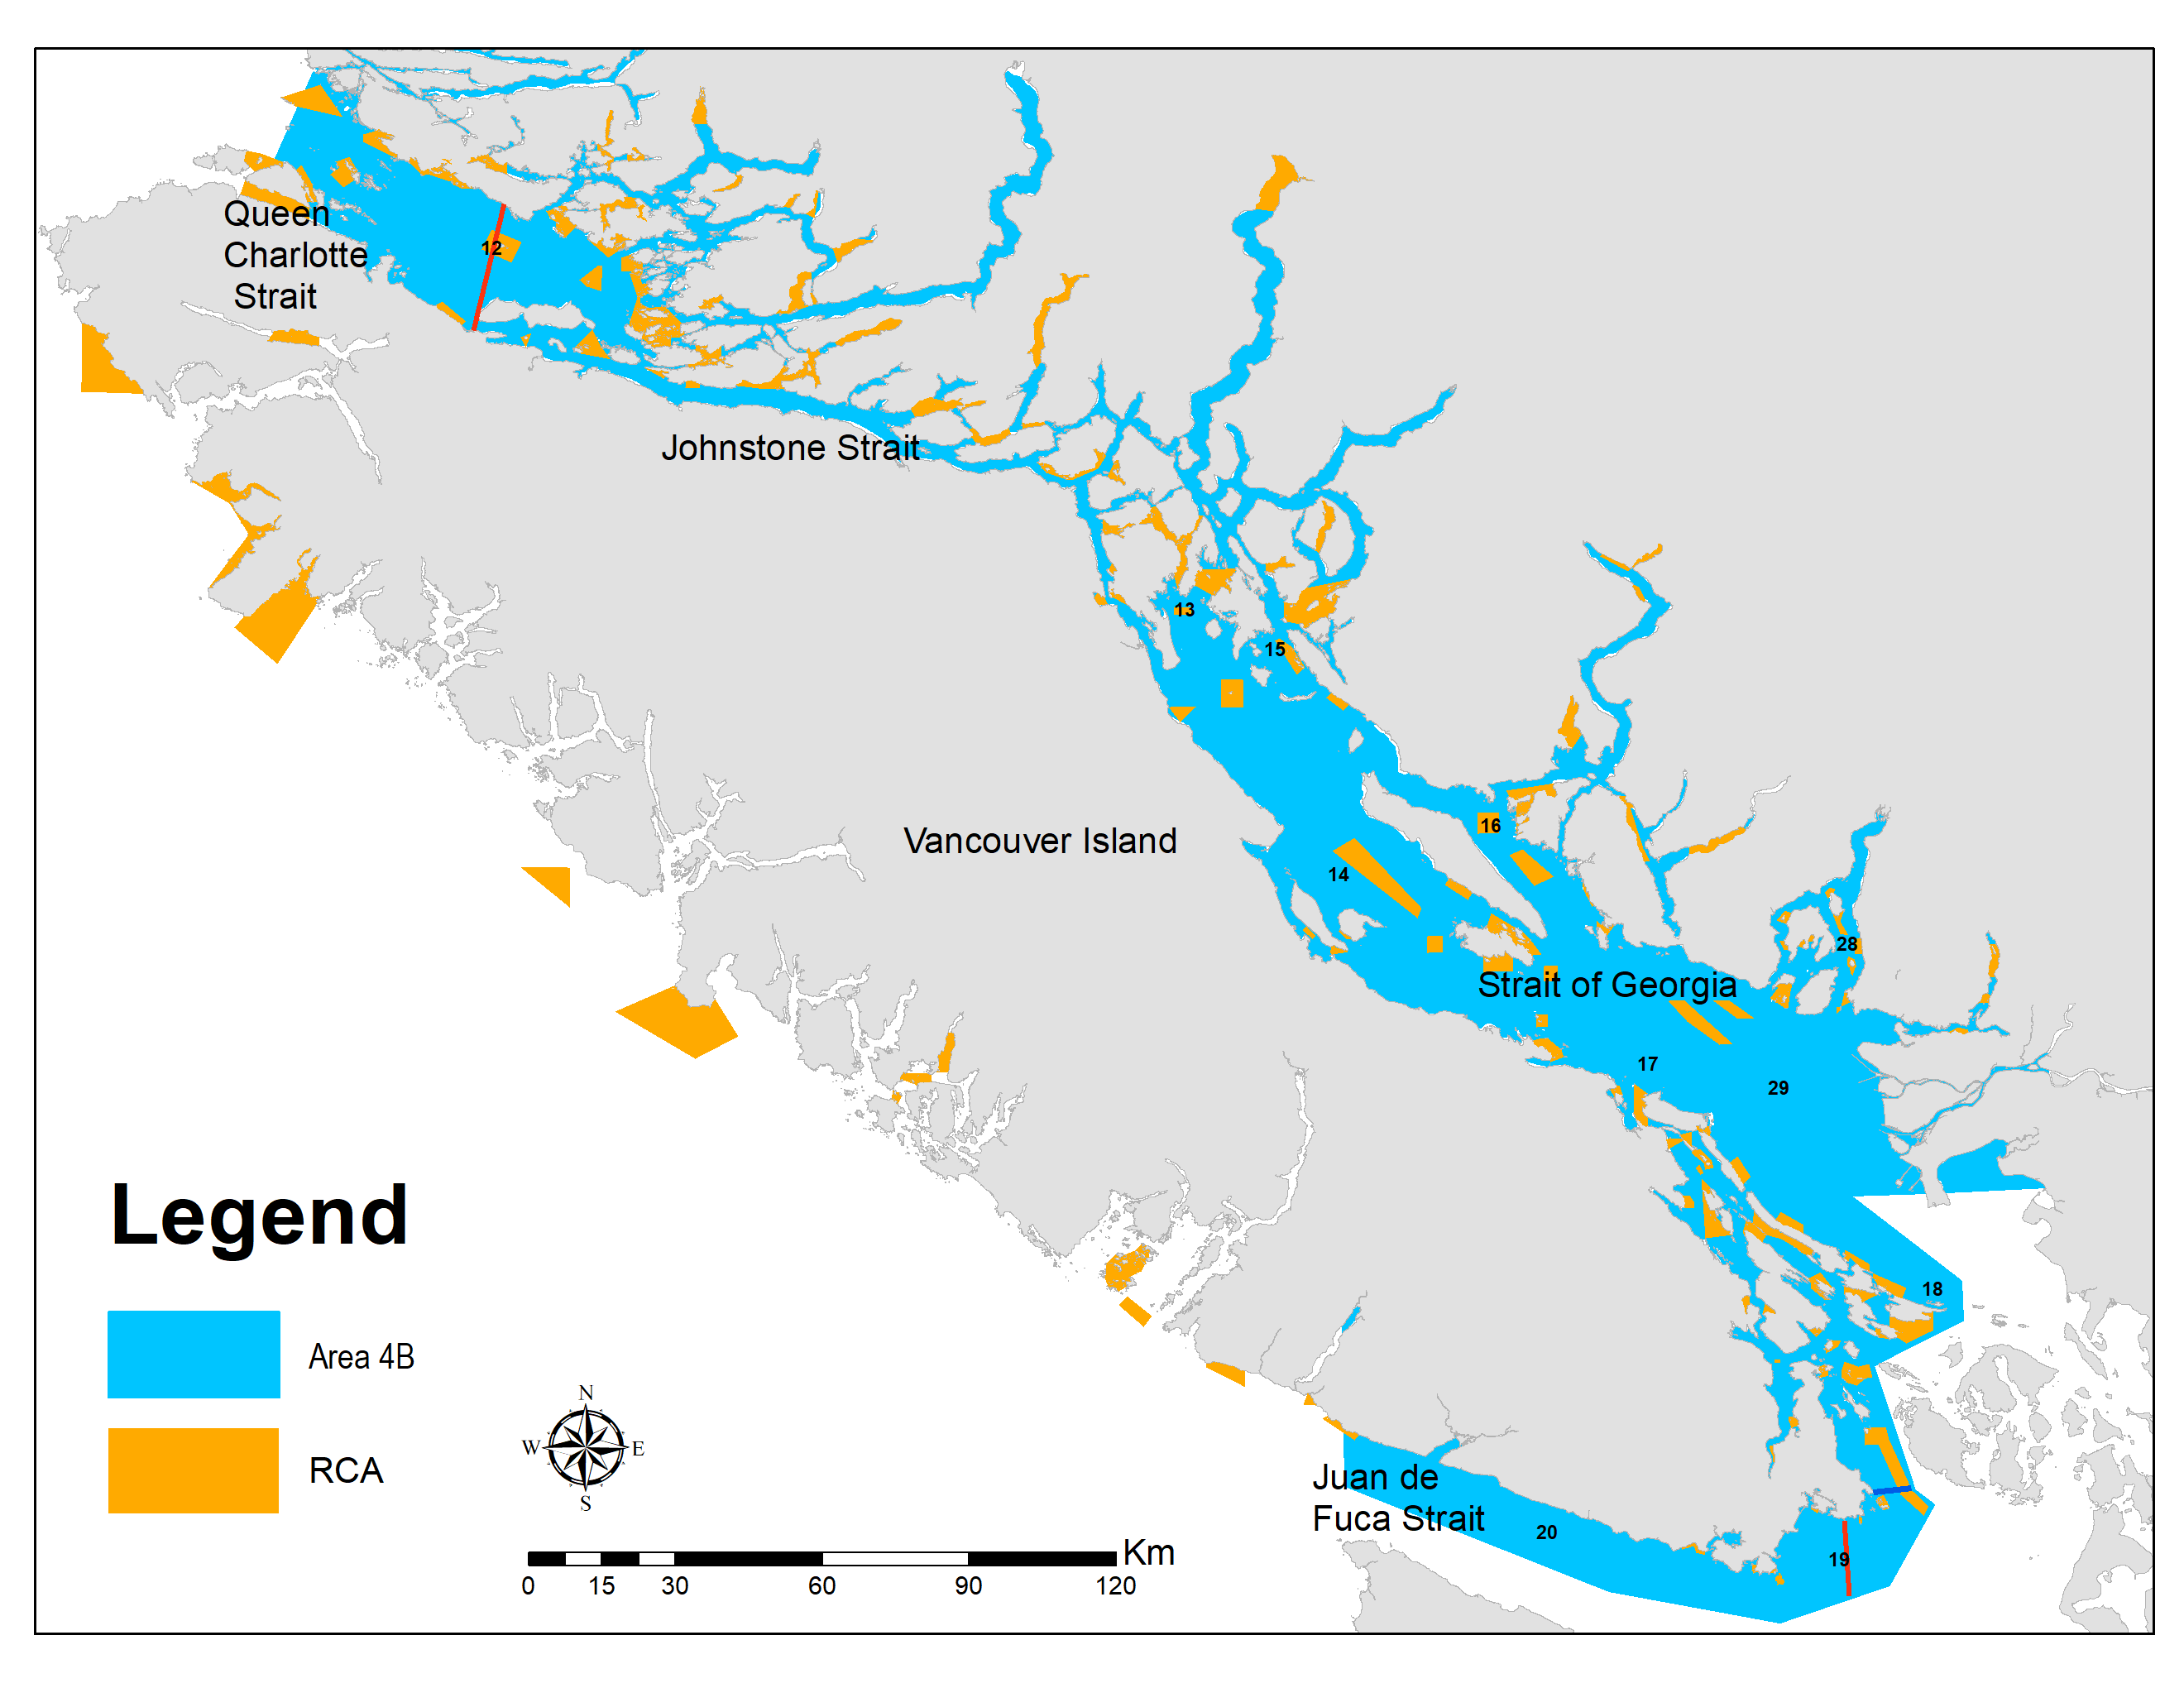 Queen
Charlotte
Strait
12
Johnstone Strait
13
15
Vancouver Island
16
14
28
Strait of Georgia
17
29
18
Legend
Area 4B
RCA
N
W
E
S
Juan de
Fuca Strait
20
19
Km
0 15 30 60 90 120